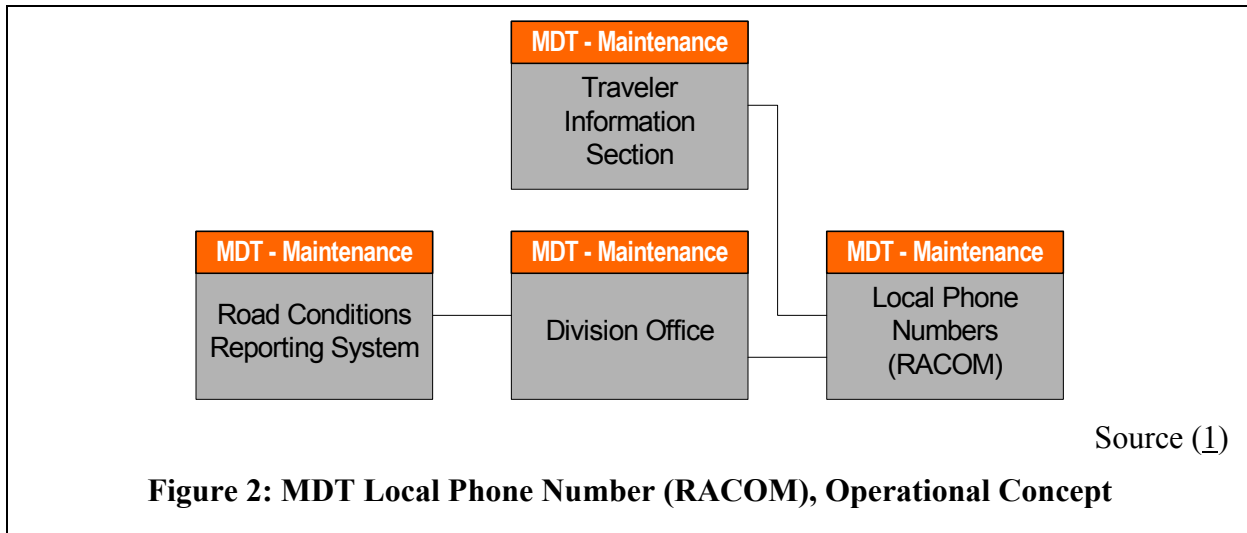 MDT - Maintenance
Traveler
Information
Section
MDT - Maintenance
Road Conditions
Reporting System
MDT - Maintenance
Division Office
MDT - Maintenance
Local Phone
Numbers
(RACOM)
Source (1)
Figure 2: MDT Local Phone Number (RACOM), Operational Concept